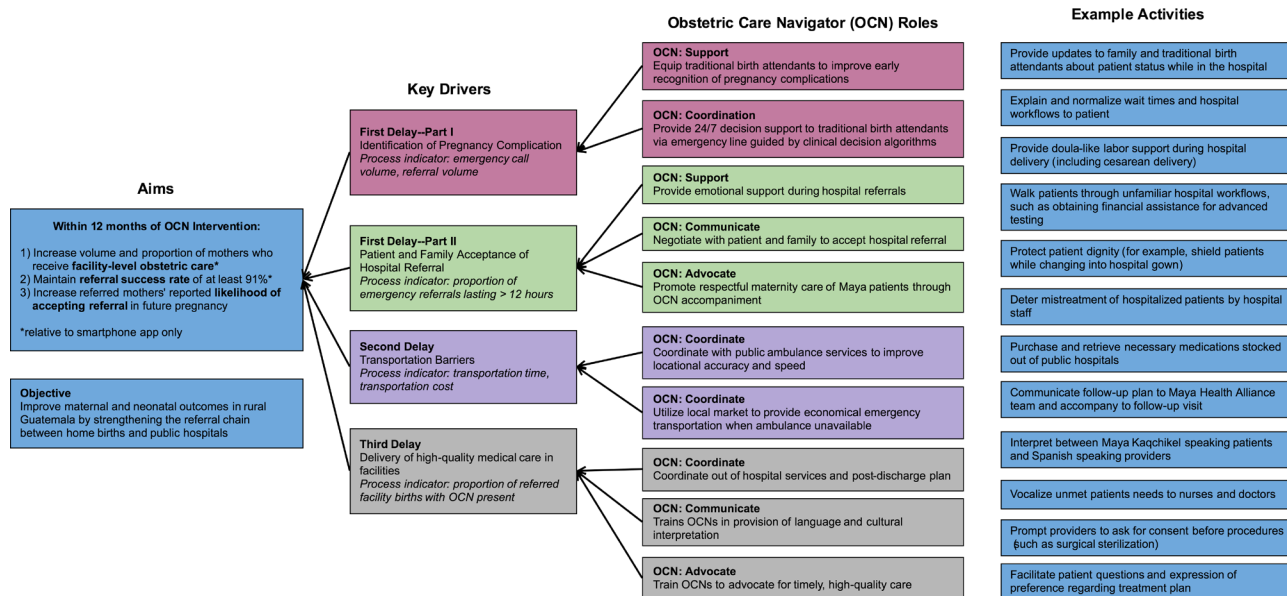 Aims
Within 12 months of OCN Intervention:
1) Increase volume and proportion of mothers who
receive facility-level obstetric care*
2) Maintain referral success rate of at least 91%*
3) Increase referred mothers' reported likelihood of
accepting referral in future pregnancy
*relative to smartphone app only
Objective
Improve maternal and neonatal outcomes in rural
Guatemala by strengthening the referral chain
between home births and public hospitals
Key Drivers
First Delay--Part I
Identification of Pregnancy Complication
Process indicator: emergency call
volume, referral volume
First Delay--Part II
Patient and Family Acceptance of
Hospital Referral
Process indicator: proportion of
emergency referrals lasting > 12 hours
Second Delay
Transportation Barriers
Process indicator: transportation time,
transportation cost
Third Delay
Delivery of high-quality medical care in
facilities
Process indicator: proportion of referred
facility births with OCN present
Obstetric Care Navigator (OCN) Roles
OCN: Support
Equip traditional birth attendants to improve early
recognition of pregnancy complications
OCN: Coordination
Provide 24/7 decision support to traditional birth attendants
via emergency line guided by clinical decision algorithms
OCN: Support
Provide emotional support during hospital referrals
OCN: Communicate
Negotiate with patient and family to accept hospital referral
OCN: Advocate
Promote respectful maternity care of Maya patients through
OCN accompaniment
OCN: Coordinate
Coordinate with public ambulance services to improve
locational accuracy and speed
OCN: Coordinate
Utilize local market to provide economical emergency
transportation when ambulance unavailable
OCN: Coordinate
Coordinate out of hospital services and post-discharge plan
OCN: Communicate
Trains OCNs in provision of language and cultural
interpretation
OCN: Advocate
Train OCNs to advocate for timely, high-quality care
Example Activities
Provide updates to family and traditional birth
attendants about patient status while in the hospital
Explain and normalize wait times and hospital
workflows to patient
Provide doula-like labor support during hospital
delivery (including cesarean delivery)
Walk patients through unfamiliar hospital workflows,
such as obtaining financial assistance for advanced
testing
Protect patient dignity (for example, shield patients
while changing into hospital gown)
Deter mistreatment of hospitalized patients by hospital
staff
Purchase and retrieve necessary medications stocked
out of public hospitals
Communicate follow-up plan to Maya Health Alliance
team and accompany to follow-up visit
Interpret between Maya Kaqchikel speaking patients
and Spanish speaking providers
Vocalize unmet patients needs to nurses and doctors
Prompt providers to ask for consent before procedures
(such as surgical sterilization)
Facilitate patient questions and expression of
preference regarding treatment plan